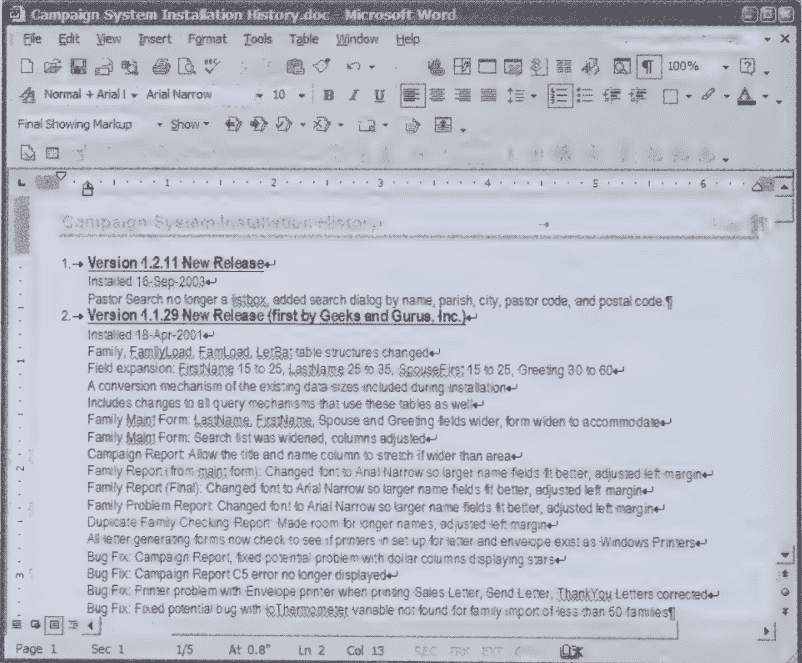 Campaign System Installation History.doc - Microsoft Word
File Edit View Insert Format Tools Table Window Help
100%
Normal + Arial I Arial Narrow 10 B I U A
Final Showing Markup Show
1 2 3 4 5 6
Campaign System Installation History
1. Version 1.2.11 New Release
Installed 16-Sep-2003
Pastor Search no longer a listbox, added search dialog by name, parish, city, pastor code, and postal code.¶
2. Version 1.1.29 New Release (first by Geeks and Gurus, Inc.)
Installed 18-Apr-2001
Family, FamilyLoad, FamLoad, LetBat table structures changed
Field expansion: FirstName 15 to 25, LastName 25 to 35, SpouseFirst 15 to 25, Greeting 30 to 60
A conversion mechanism of the existing data sizes included during installation
Includes changes to all query mechanisms that use these tables as well
Family Maint Form: LastName, FirstName, Spouse and Greeting fields wider, form widen to accommodate
Family Maint Form: Search list was widened, columns adjusted
Campaign Report: Allow the title and name column to stretch if wider than area
Family Report (from maint form): Changed font to Arial Narrow so larger name fields fit better, adjusted left margin
Family Report (Final): Changed font to Arial Narrow so larger name fields fit better, adjusted left margin
Family Problem Report: Changed font to Arial Narrow so larger name fields fit better, adjusted left margin
Duplicate Family Checking Report: Made room for longer names, adjusted left margin
All letter generating forms now check to see if printers in set up for letter and envelope exist as Windows Printers
Bug Fix: Campaign Report, fixed potential problem with dollar columns displaying stars
Bug Fix: Campaign Report C5 error no longer displayed
Bug Fix: Printer problem with Envelope printer when printing Sales Letter, Send Letter, ThankYou Letters corrected
Bug Fix: Fixed potential bug with ioThermometer variable not found for family import of less than 50 families¶
Page 1 Sec 1 1/5 At 0.8" Ln 2 Col 13 REC TRK EXT